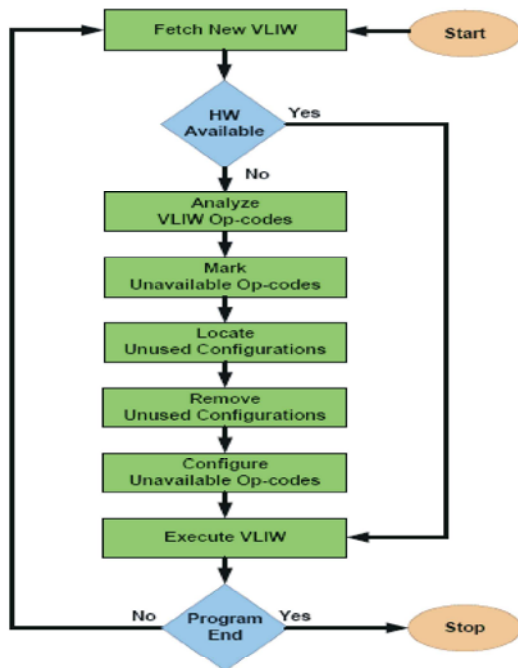 Fetch New VLIW
Start
HW
Available
Yes
No
Analyze
VLIW Op-codes
Mark
Unavailable Op-codes
Locate
Unused Configurations
Remove
Unused Configurations
Configure
Unavailable Op-codes
Execute VLIW
No
Program
End
Yes
Stop